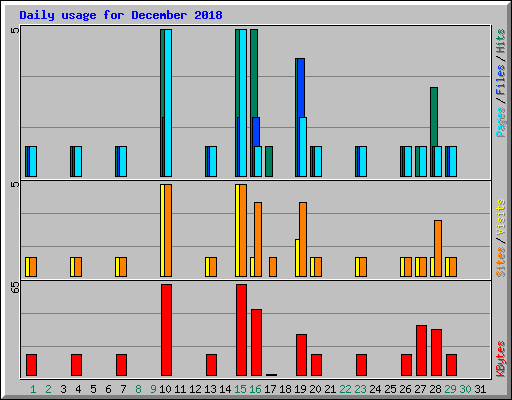 Daily usage for December 2018
5
Pages / Files / Hits
5
Sites / Visits
65
KBytes
1 2 3 4 5 6 7 8 9 10 11 12 13 14 15 16 17 18 19 20 21 22 23 24 25 26 27 28 29 30 31